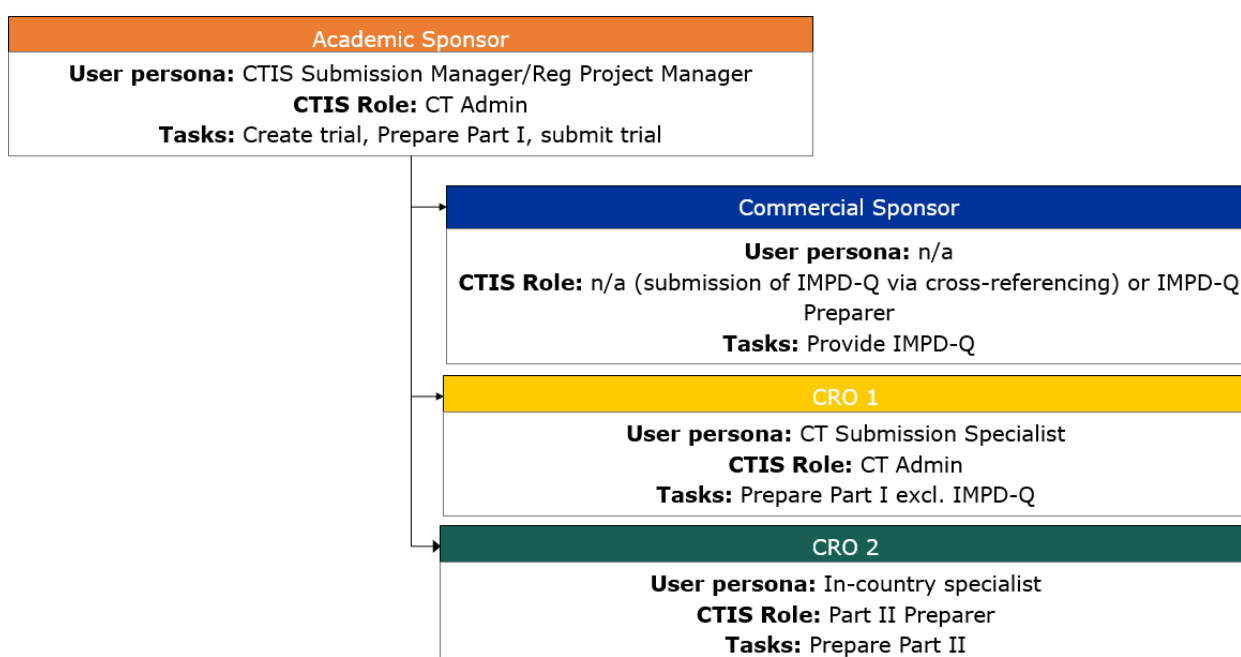 Academic Sponsor
User persona: CTIS Submission Manager/Reg Project Manager
CTIS Role: CT Admin
Tasks: Create trial, Prepare Part I, submit trial
Commercial Sponsor
User persona: n/a
CTIS Role: n/a (submission of IMPD-Q via cross-referencing) or IMPD-Q
Preparer
Tasks: Provide IMPD-Q
CRO 1
User persona: CT Submission Specialist
CTIS Role: CT Admin
Tasks: Prepare Part I excl. IMPD-Q
CRO 2
User persona: In-country specialist
CTIS Role: Part II Preparer
Tasks: Prepare Part II